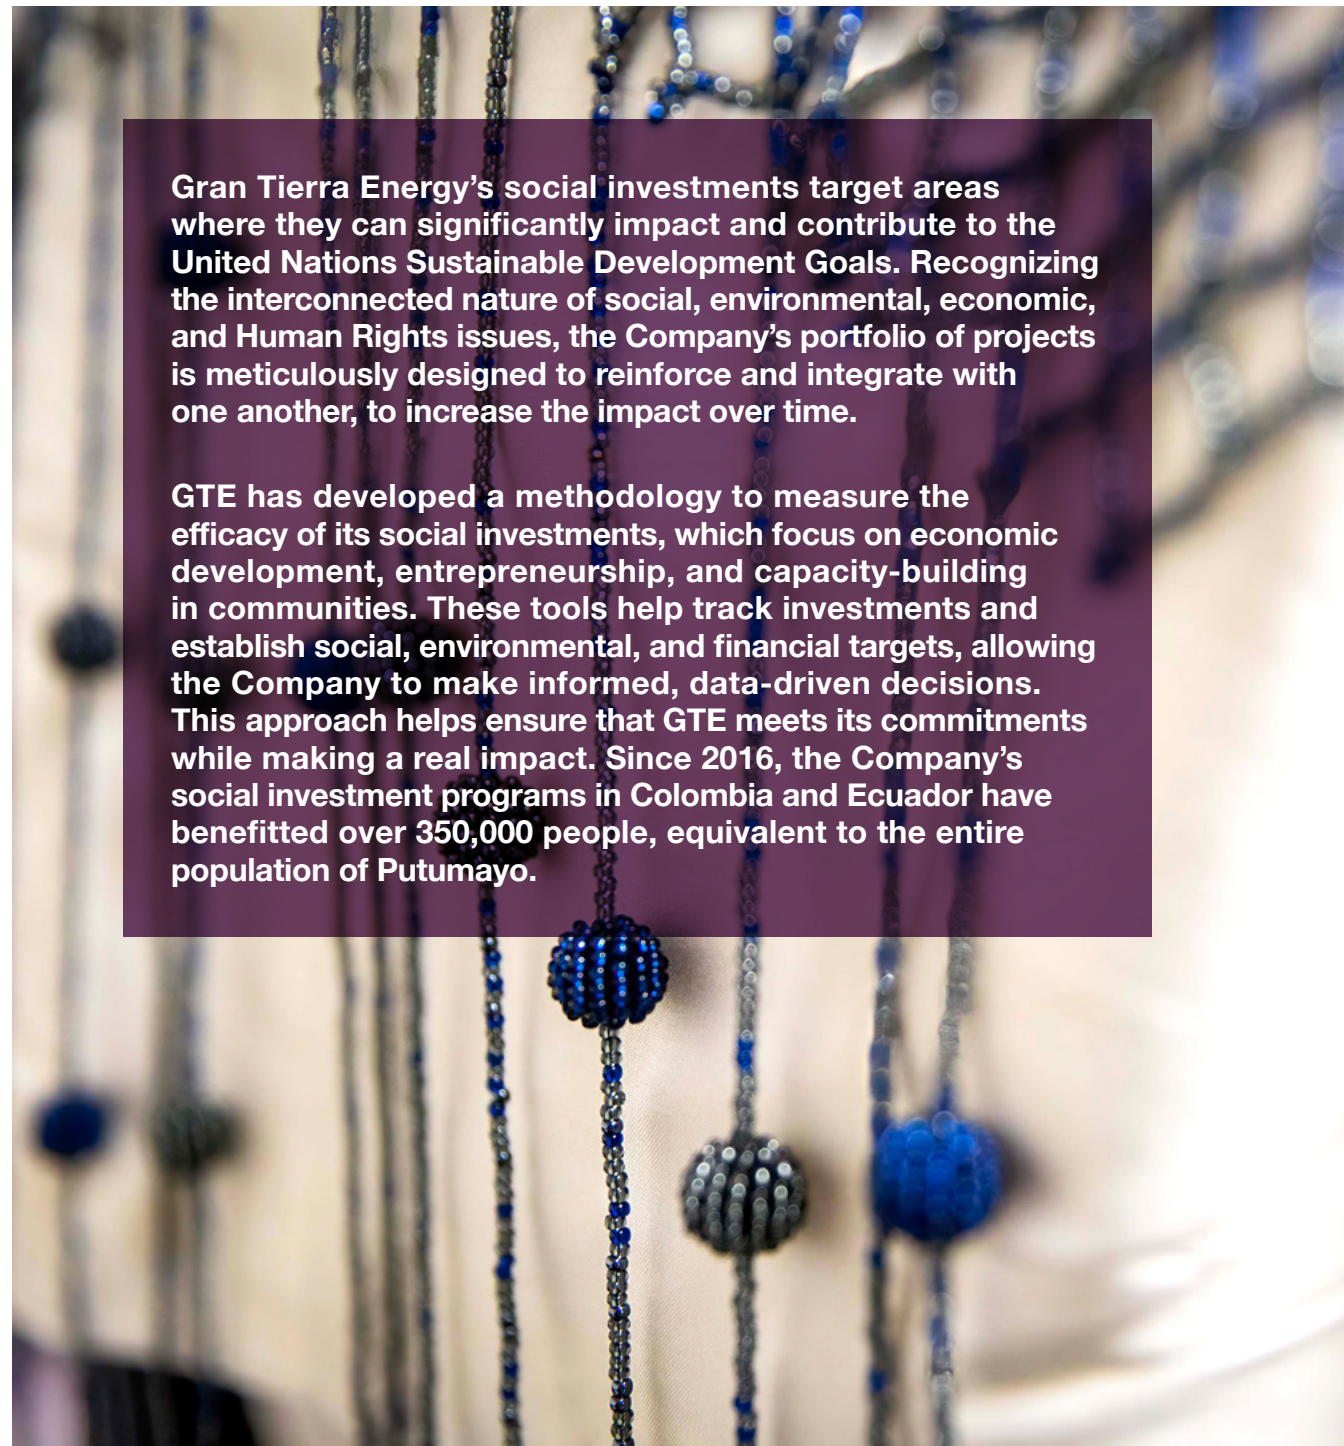 Gran Tierra Energy’s social investments target areas
where they can significantly impact and contribute to the
United Nations Sustainable Development Goals. Recognizing
the interconnected nature of social, environmental, economic,
and Human Rights issues, the Company’s portfolio of projects
is meticulously designed to reinforce and integrate with
one another, to increase the impact over time.
GTE has developed a methodology to measure the
efficacy of its social investments, which focus on economic
development, entrepreneurship, and capacity-building
in communities. These tools help track investments and
establish social, environmental, and financial targets, allowing
the Company to make informed, data-driven decisions.
This approach helps ensure that GTE meets its commitments
while making a real impact. Since 2016, the Company’s
social investment programs in Colombia and Ecuador have
benefitted over 350,000 people, equivalent to the entire
population of Putumayo.